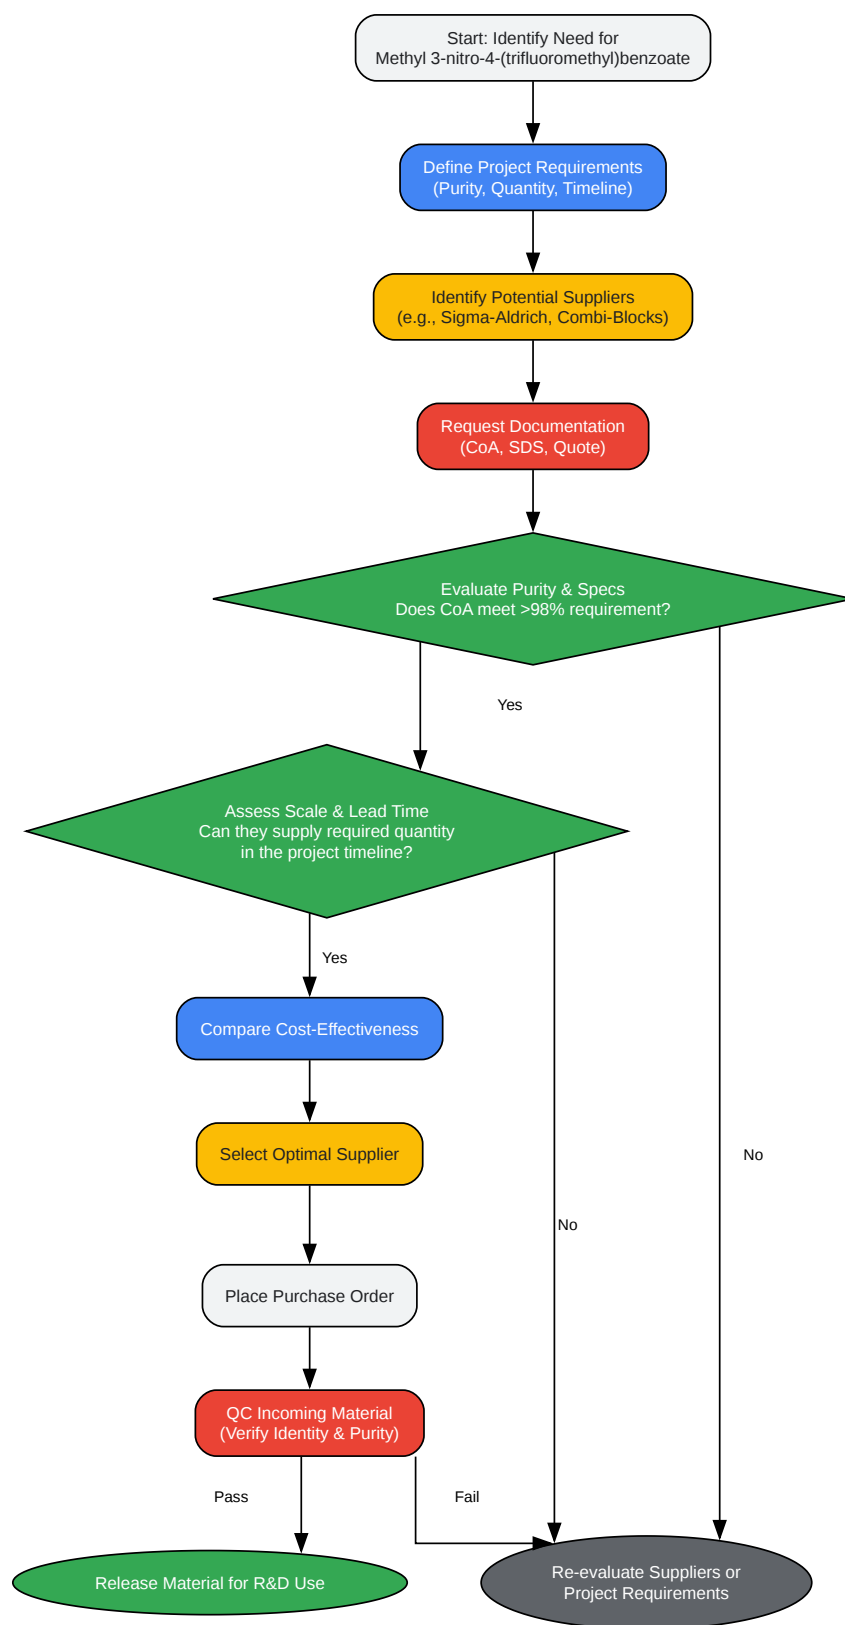 Start: Identify Need for
Methyl 3-nitro-4-(trifluoromethyl)benzoate
Define Project Requirements
(Purity, Quantity, Timeline)
Identify Potential Suppliers
(e.g., Sigma-Aldrich, Combi-Blocks)
Request Documentation
(CoA, SDS, Quote)
Evaluate Purity & Specs
Does CoA meet >98% requirement?
Yes
Assess Scale & Lead Time
Can they supply required quantity
in the project timeline?
Yes
Compare Cost-Effectiveness
Select Optimal Supplier
No
No
Place Purchase Order
QC Incoming Material
(Verify Identity & Purity)
Pass
Fail
Release Material for R&D Use
Re-evaluate Suppliers or
Project Requirements